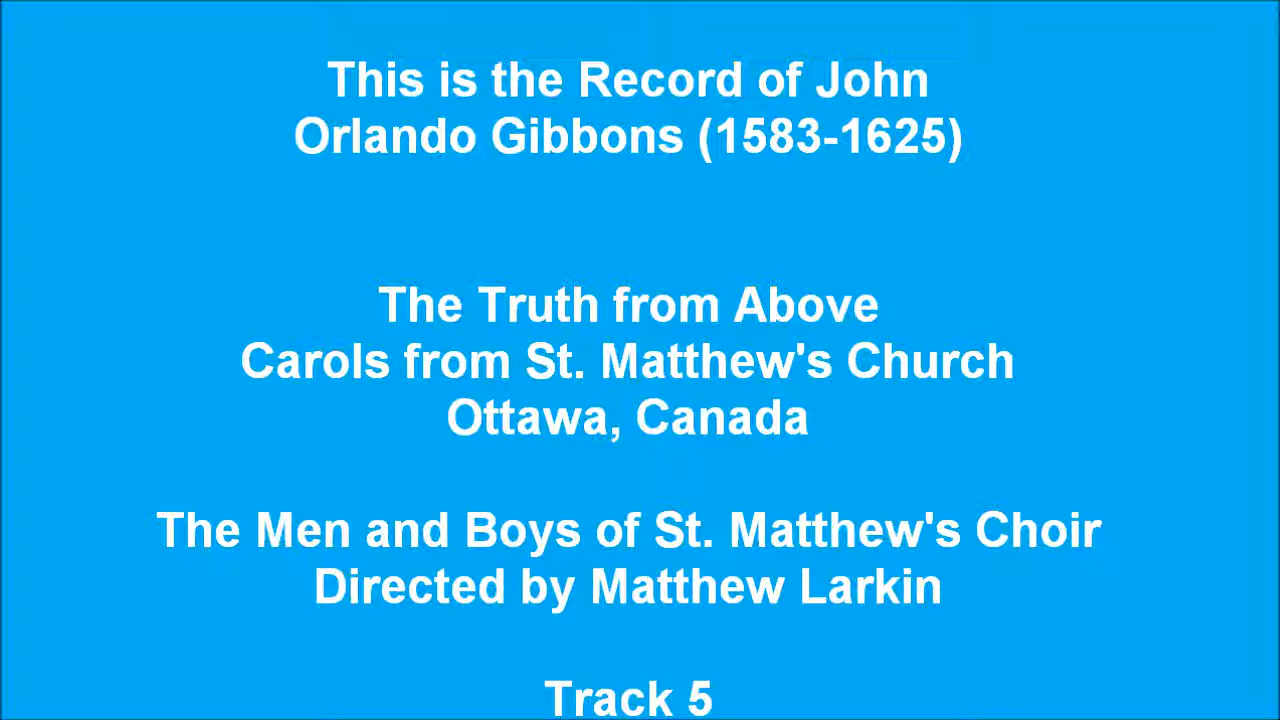 This is the Record of John
Orlando Gibbons (1583-1625)
The Truth from Above
Carols from St. Matthew's Church
Ottawa, Canada
The Men and Boys of St. Matthew's Choir
Directed by Matthew Larkin
Track 5